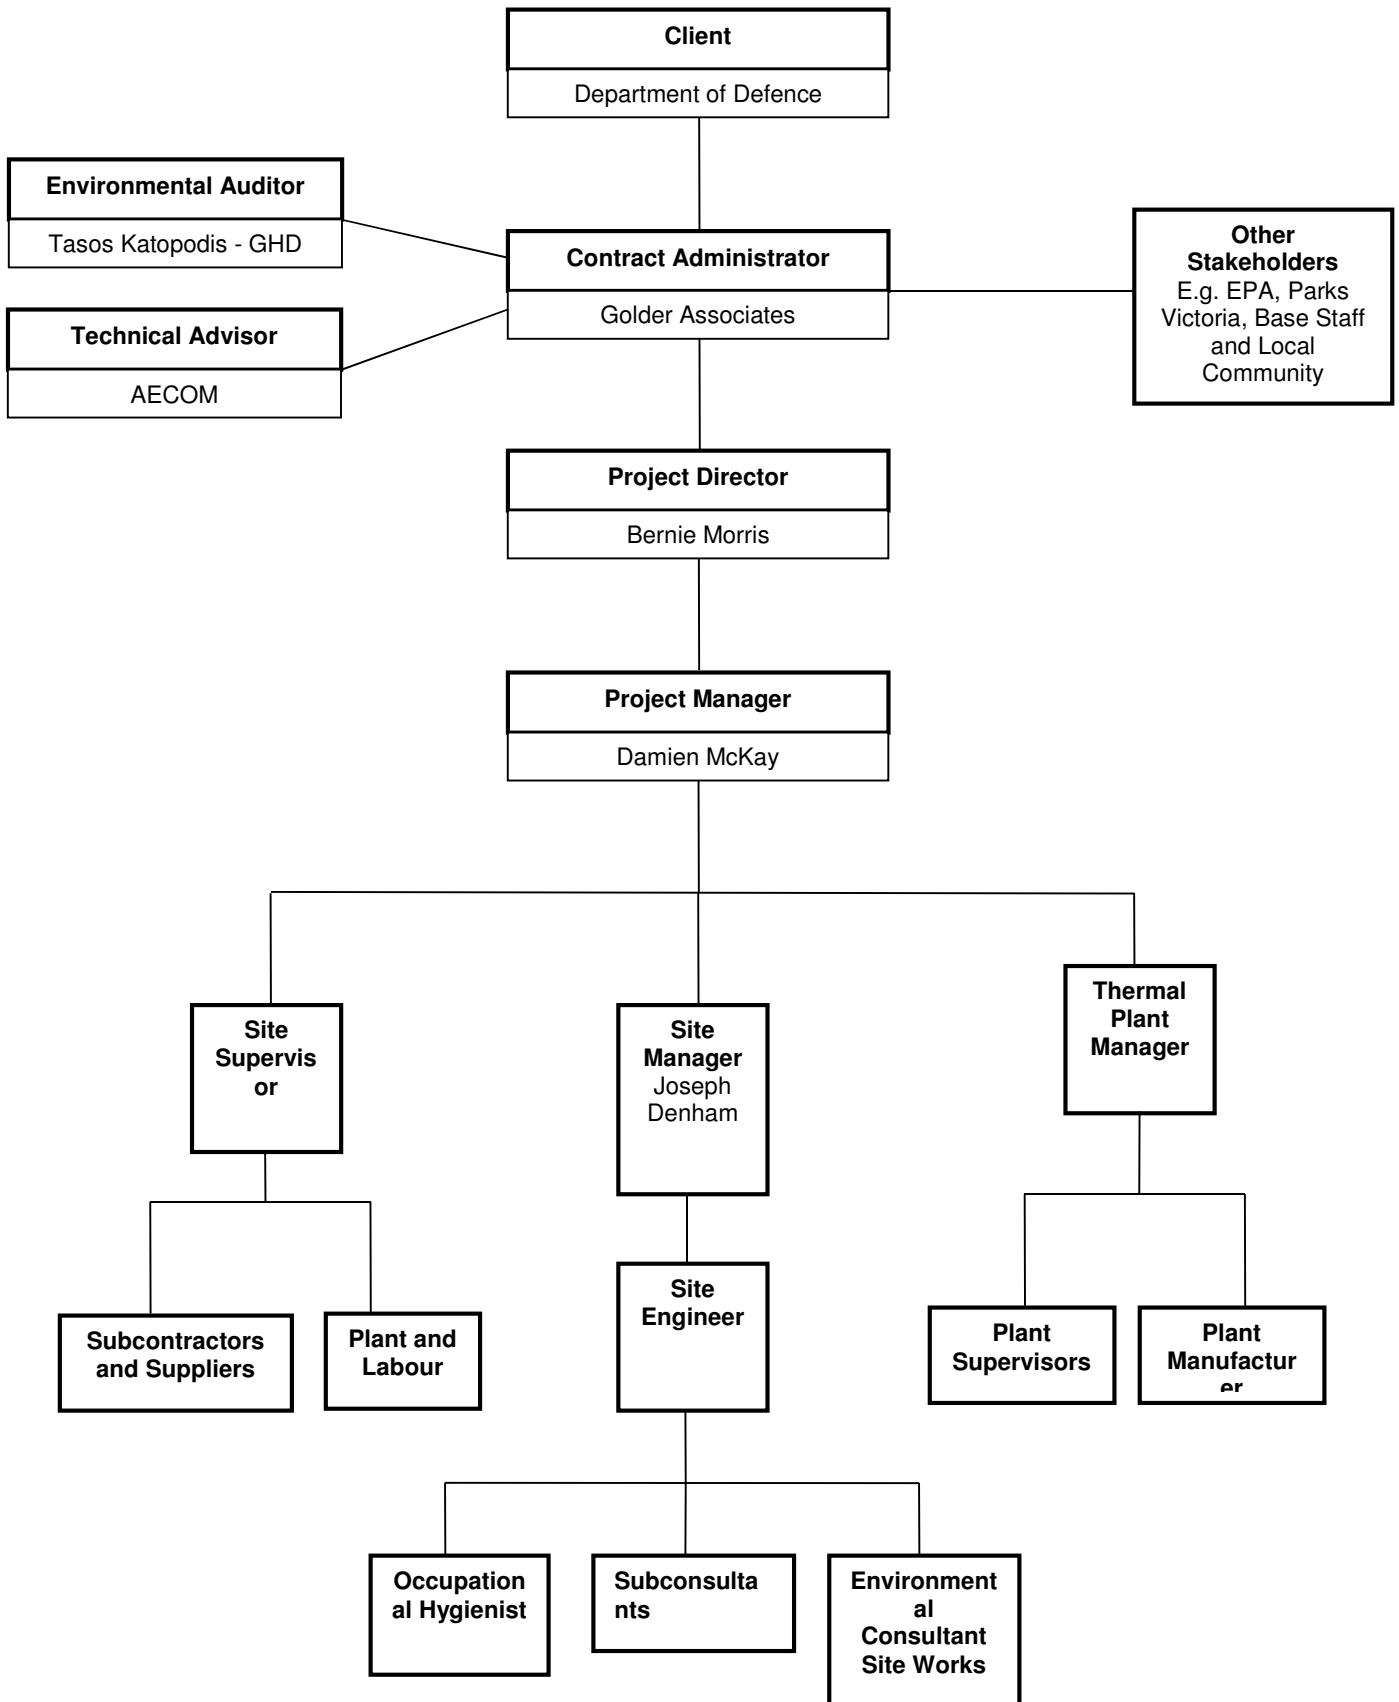 Client
Department of Defence
Environmental Auditor
Tasos Katopodis - GHD
Technical Advisor
AECOM
Contract Administrator
Golder Associates
Other
Stakeholders
E.g. EPA, Parks
Victoria, Base Staff
and Local
Community
Project Director
Bernie Morris
Project Manager
Damien McKay
Site
Supervis
or
Site
Manager
Joseph
Denham
Thermal
Plant
Manager
Subcontractors
and Suppliers
Plant and
Labour
Site
Engineer
Plant
Supervisors
Plant
Manufactur
er
Occupation
al Hygienist
Subconsulta
nts
Environment
al
Consultant
Site Works